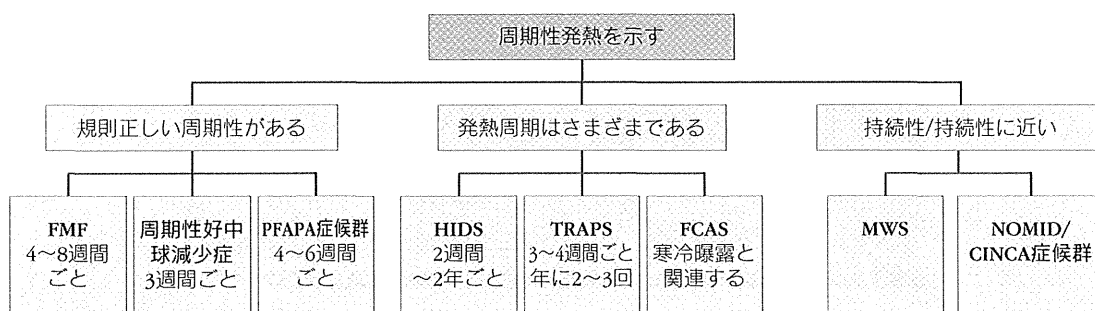 周期性発熱を示す
規則正しい周期性がある
発熱周期はさまざまである
持続性/持続性に近い
FMF
4〜8週間
ごと
周期性好中
球減少症
3週間ごと
PFAPA症候群
4〜6週間
ごと
HIDS
2週間
〜2年ごと
TRAPS
3〜4週間ごと
年に2〜3回
FCAS
寒冷曝露と
関連する
MWS
NOMID/
CINCA症候群